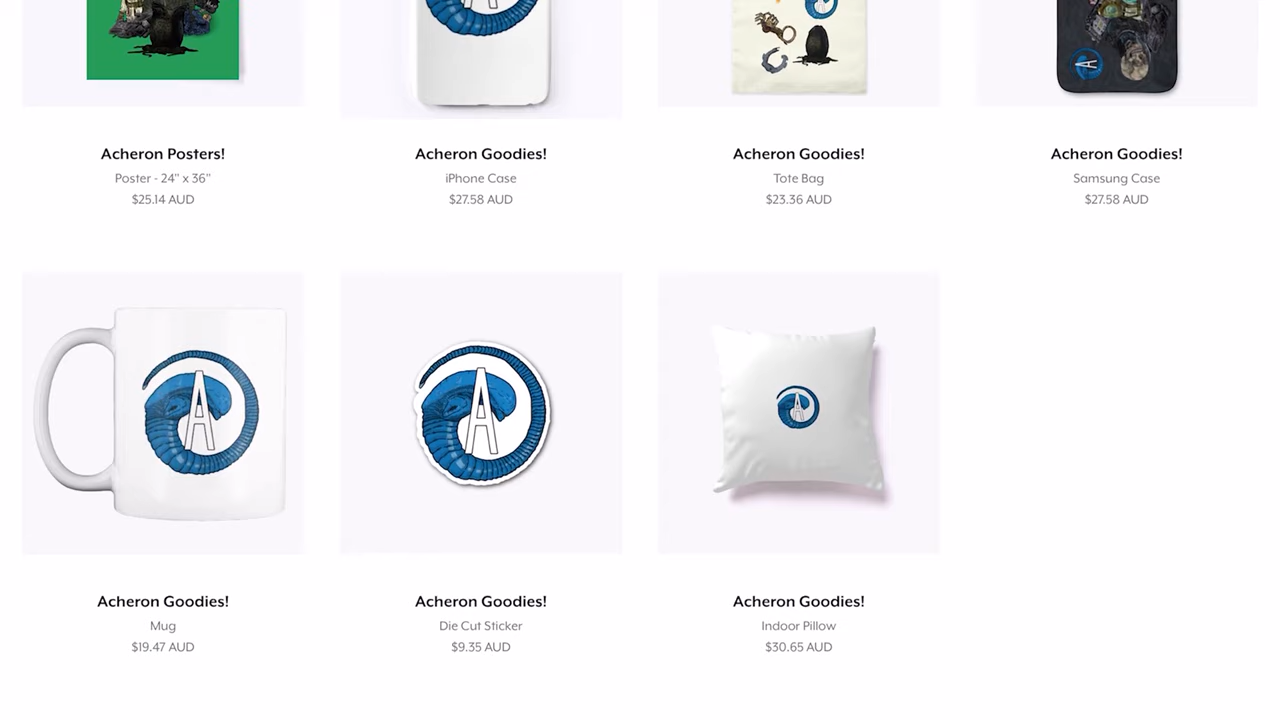 A
A
Acheron Posters!
Poster - 24" x 36"
$25.14 AUD
Acheron Goodies!
iPhone Case
$27.58 AUD
Acheron Goodies!
Tote Bag
$23.36 AUD
Acheron Goodies!
Samsung Case
$27.58 AUD
A
A
A
Acheron Goodies!
Mug
$19.47 AUD
Acheron Goodies!
Die Cut Sticker
$9.35 AUD
Acheron Goodies!
Indoor Pillow
$30.65 AUD